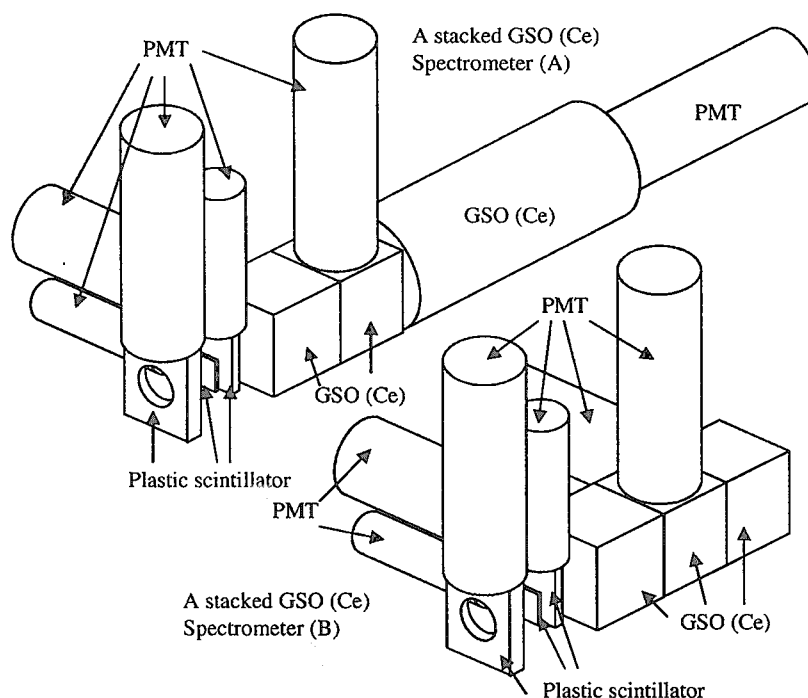 PMT
A stacked GSO (Ce)
Spectrometer (A)
PMT
GSO (Ce)
PMT
GSO (Ce)
Plastic scintillator
PMT
A stacked GSO (Ce)
Spectrometer (B)
GSO (Ce)
Plastic scintillator